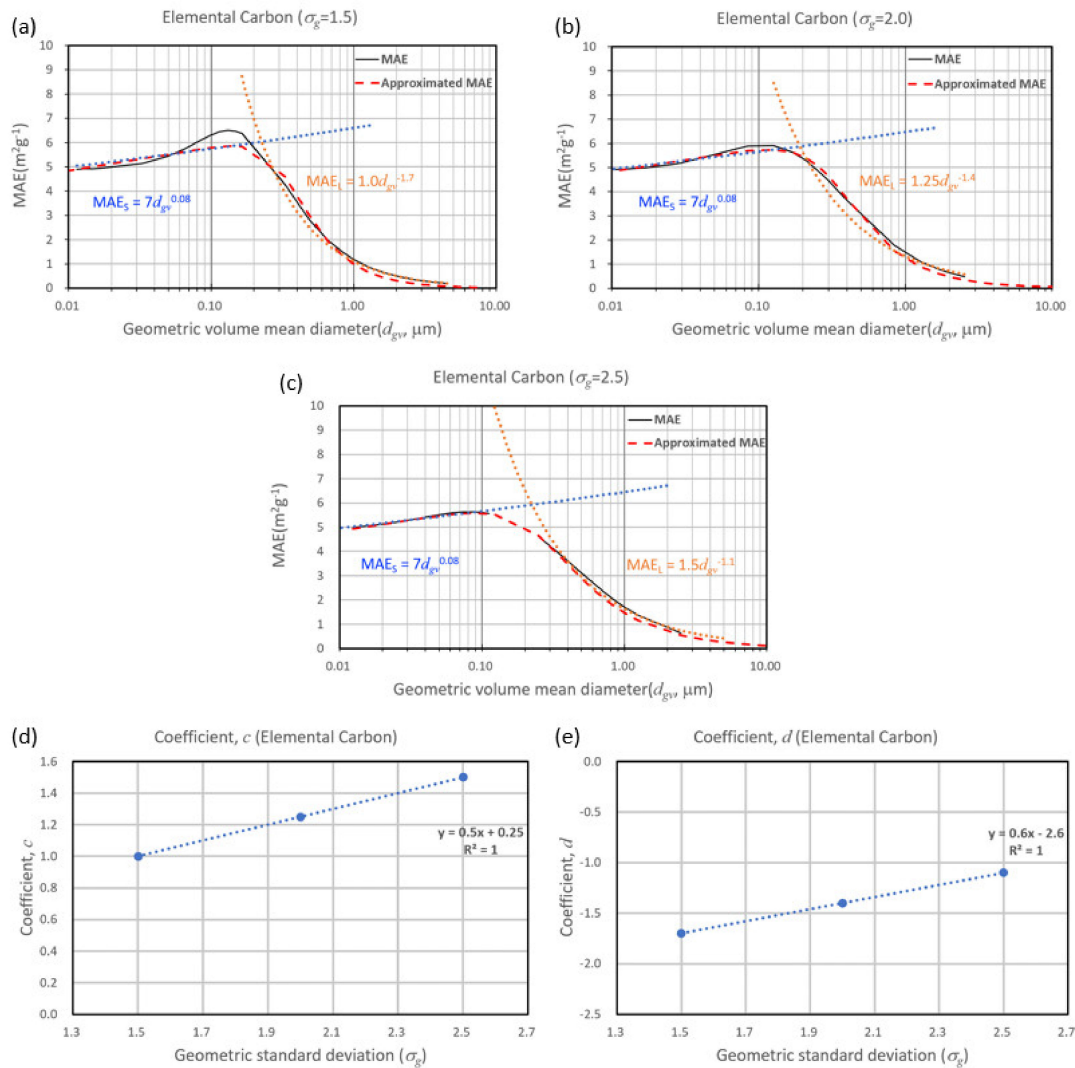 (a)
Elemental Carbon (σg=1.5)
10
9
8
7
6
5
4
3
2
1
0
MAE(m²g⁻¹)
MAE
Approximated MAE
MAES = 7dgv^0.08
MAEL = 1.0dgv^-1.7
0.01 0.10 1.00 10.00
Geometric volume mean diameter(dgv, μm)
(b)
Elemental Carbon (σg=2.0)
10
9
8
7
6
5
4
3
2
1
0
MAE(m²g⁻¹)
MAE
Approximated MAE
MAES = 7dgv^0.08
MAEL = 1.25dgv^-1.4
0.01 0.10 1.00 10.00
Geometric volume mean diameter(dgv, μm)
(c)
Elemental Carbon (σg=2.5)
10
9
8
7
6
5
4
3
2
1
0
MAE(m²g⁻¹)
MAE
Approximated MAE
MAES = 7dgv^0.08
MAEL = 1.5dgv^-1.1
0.01 0.10 1.00 10.00
Geometric volume mean diameter(dgv, μm)
(d)
Coefficient, c (Elemental Carbon)
1.6
1.4
1.2
1.0
0.8
0.6
0.4
0.2
0.0
Coefficient, c
y = 0.5x + 0.25
R² = 1
1.3 1.5 1.7 1.9 2.1 2.3 2.5 2.7
Geometric standard deviation (σg)
(e)
Coefficient, d (Elemental Carbon)
0.0
-0.5
-1.0
-1.5
-2.0
-2.5
Coefficient, d
y = 0.6x - 2.6
R² = 1
1.3 1.5 1.7 1.9 2.1 2.3 2.5 2.7
Geometric standard deviation (σg)